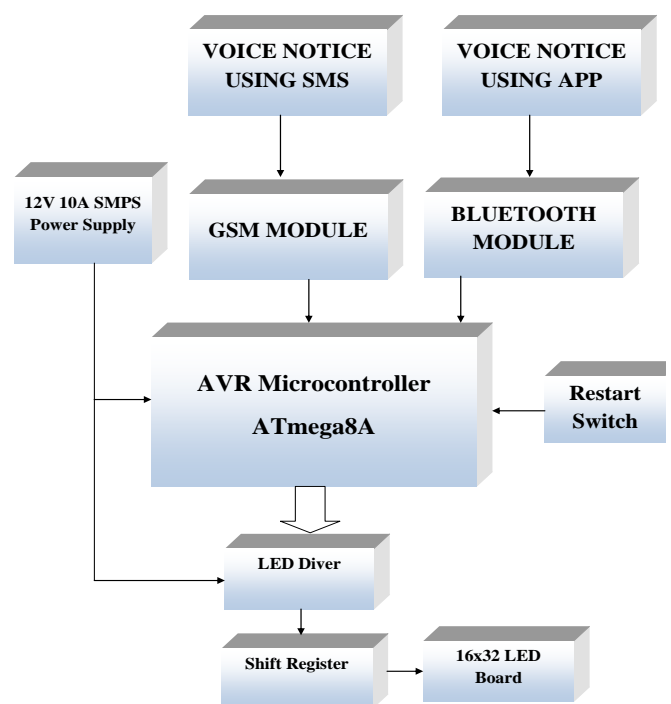 VOICE NOTICE
USING SMS
VOICE NOTICE
USING APP
12V 10A SMPS
Power Supply
GSM MODULE
BLUETOOTH
MODULE
AVR Microcontroller
ATmega8A
Restart
Switch
LED Diver
Shift Register
16x32 LED
Board